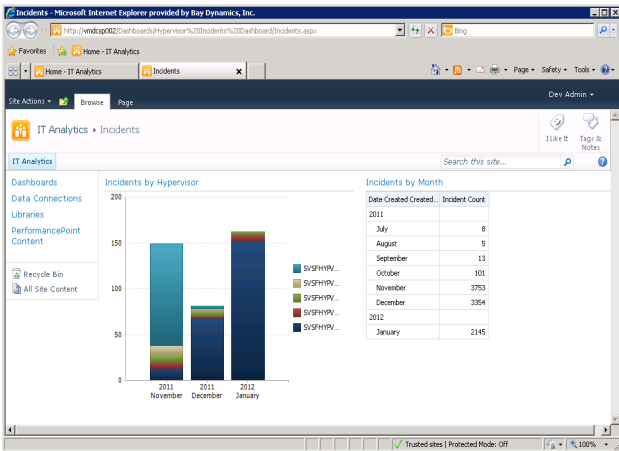 Incidents - Microsoft Internet Explorer provided by Bay Dynamics, Inc.
http://vmdcsp002/Dashboards/Hypervisor%20Incidents%20Dashboard/Incidents.aspx
Bing
Favorites
Home - IT Analytics
Home - IT Analytics
Incidents
x
Page
Safety
Tools
Dev Admin
Site Actions
Browse
Page
IT Analytics
Incidents
I Like It
Tags & Notes
IT Analytics
Search this site...
Dashboards
Data Connections
Libraries
PerformancePoint Content
Recycle Bin
All Site Content
Incidents by Hypervisor
200
150
100
50
0
2011 November
2011 December
2012 January
SVSFHYPV...
SVSFHYPV...
SVSFHYPV...
SVSFHYPV...
SVSFHYPV...
Incidents by Month
Date Created Created... Incident Count
2011
July 8
August 5
September 13
October 101
November 3753
December 3354
2012
January 2145
Trusted sites | Protected Mode: Off
100%